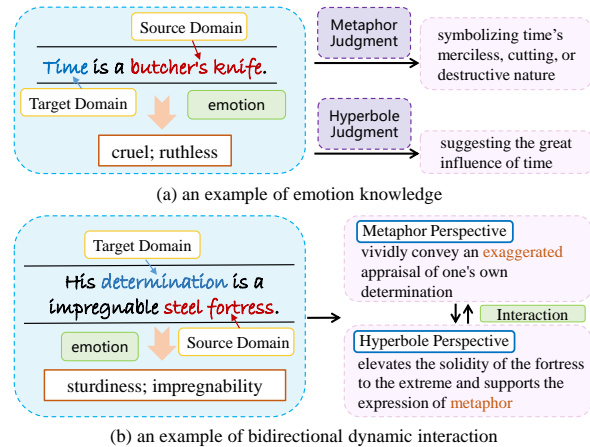 Source Domain
Time is a butcher's knife.
Target Domain
emotion
cruel; ruthless
Metaphor
Judgment
symbolizing time's
merciless, cutting, or
destructive nature
Hyperbole
Judgment
suggesting the great
influence of time
(a) an example of emotion knowledge
Target Domain
His determination is a
impregnable steel fortress.
emotion
Source Domain
sturdiness; impregnability
Metaphor Perspective
vividly convey an exaggerated
appraisal of one's own
determination
Interaction
Hyperbole Perspective
elevates the solidity of the fortress
to the extreme and supports the
expression of metaphor
(b) an example of bidirectional dynamic interaction